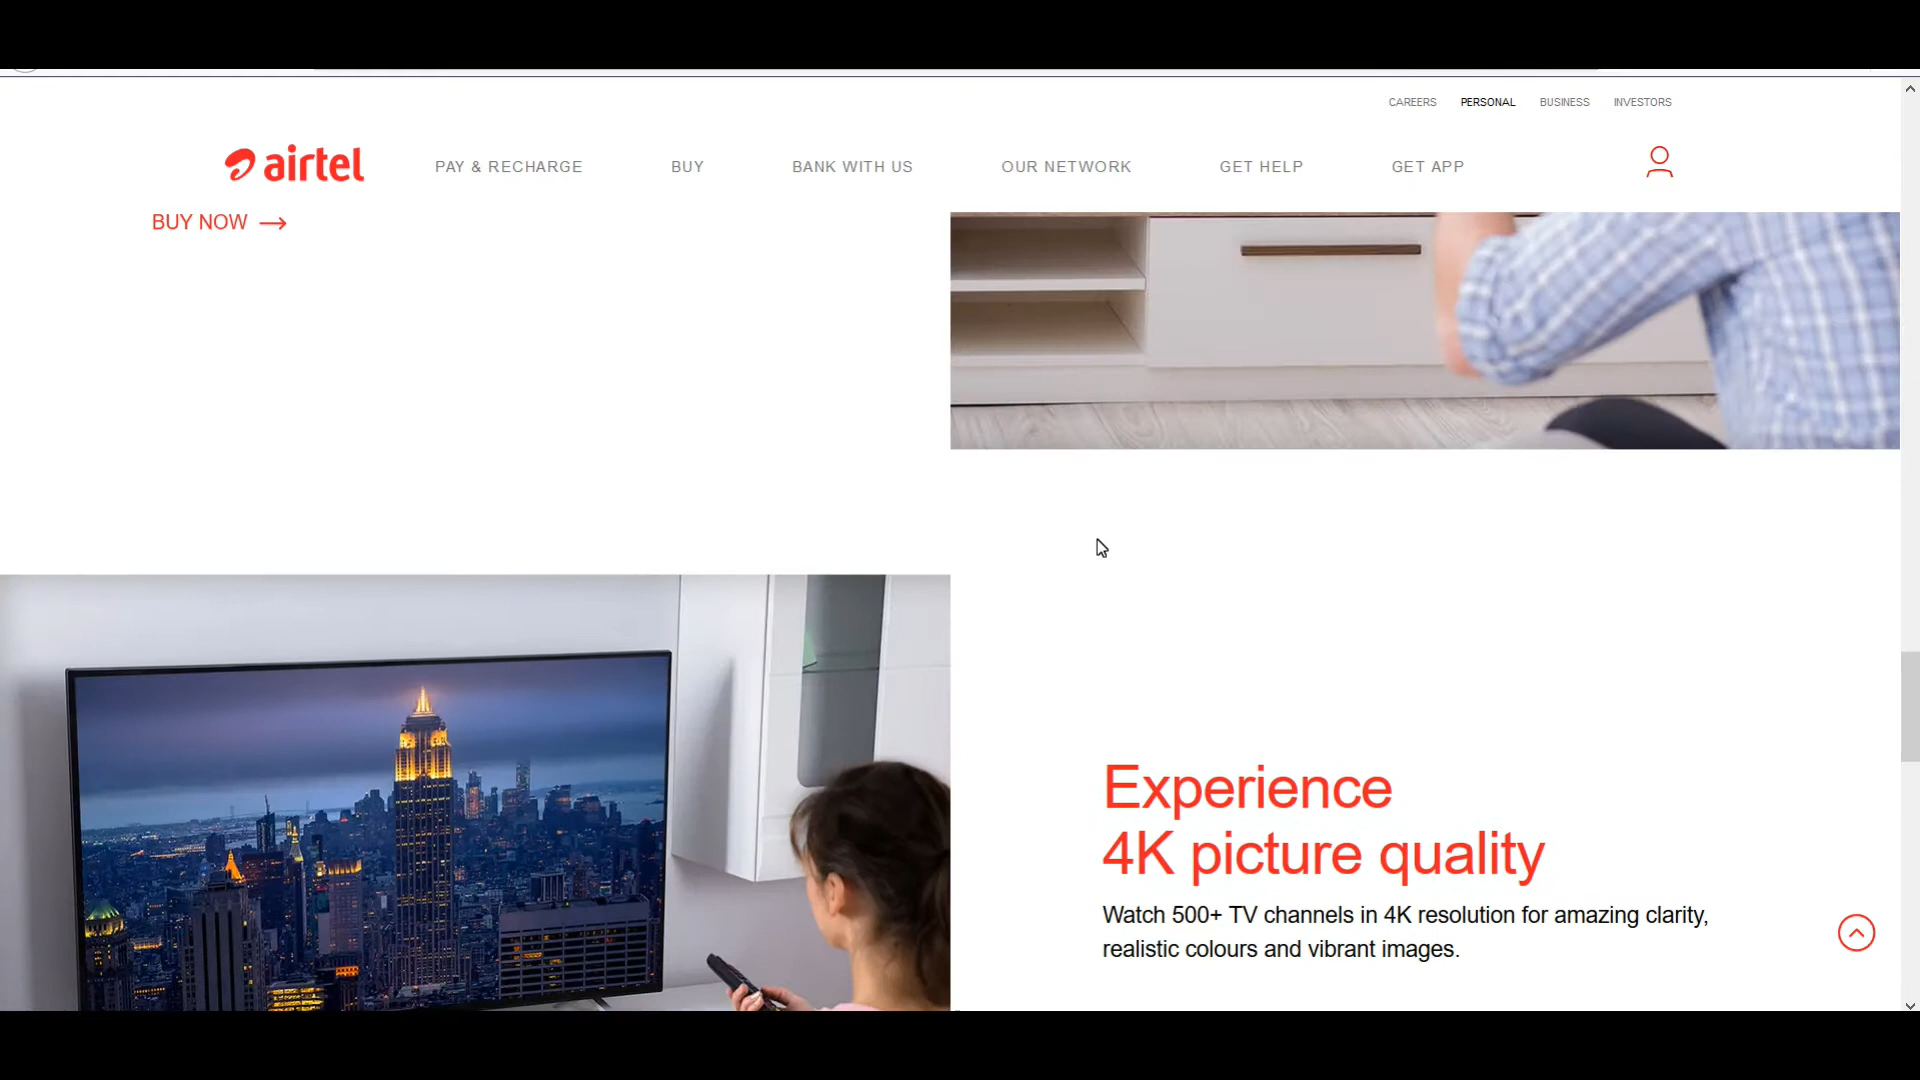 CAREERS PERSONAL BUSINESS INVESTORS
airtel PAY & RECHARGE BUY BANK WITH US OUR NETWORK GET HELP GET APP
BUY NOW
Experience
4K picture quality
Watch 500+ TV channels in 4K resolution for amazing clarity,
realistic colours and vibrant images.